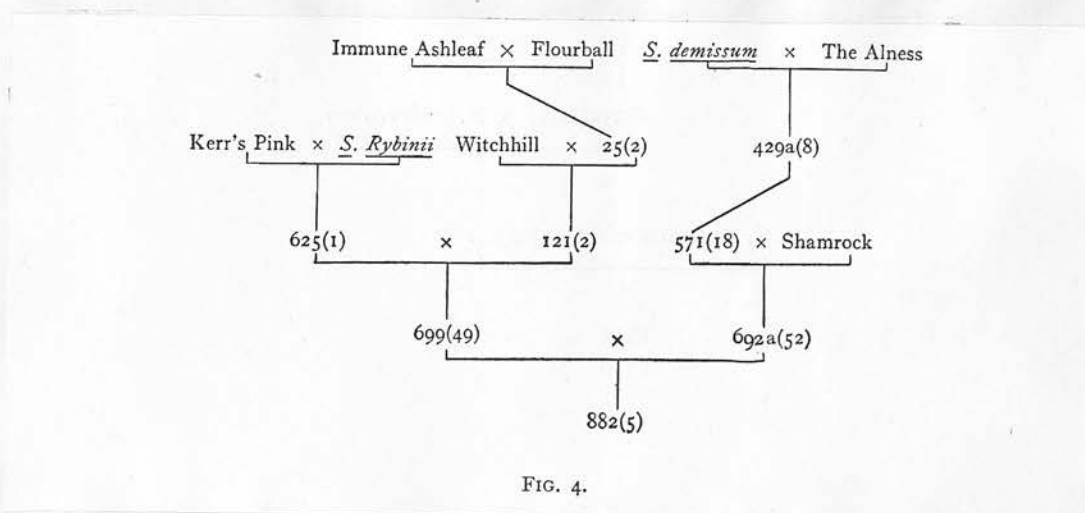 Immune Ashleaf × Flourball S. demissum × The Alness
Kerr's Pink × S. Rybinii Witchhill × 25(2) 429a(8)
625(1) × 121(2) 571(18) × Shamrock
699(49) × 692a(52)
882(5)
FIG. 4.